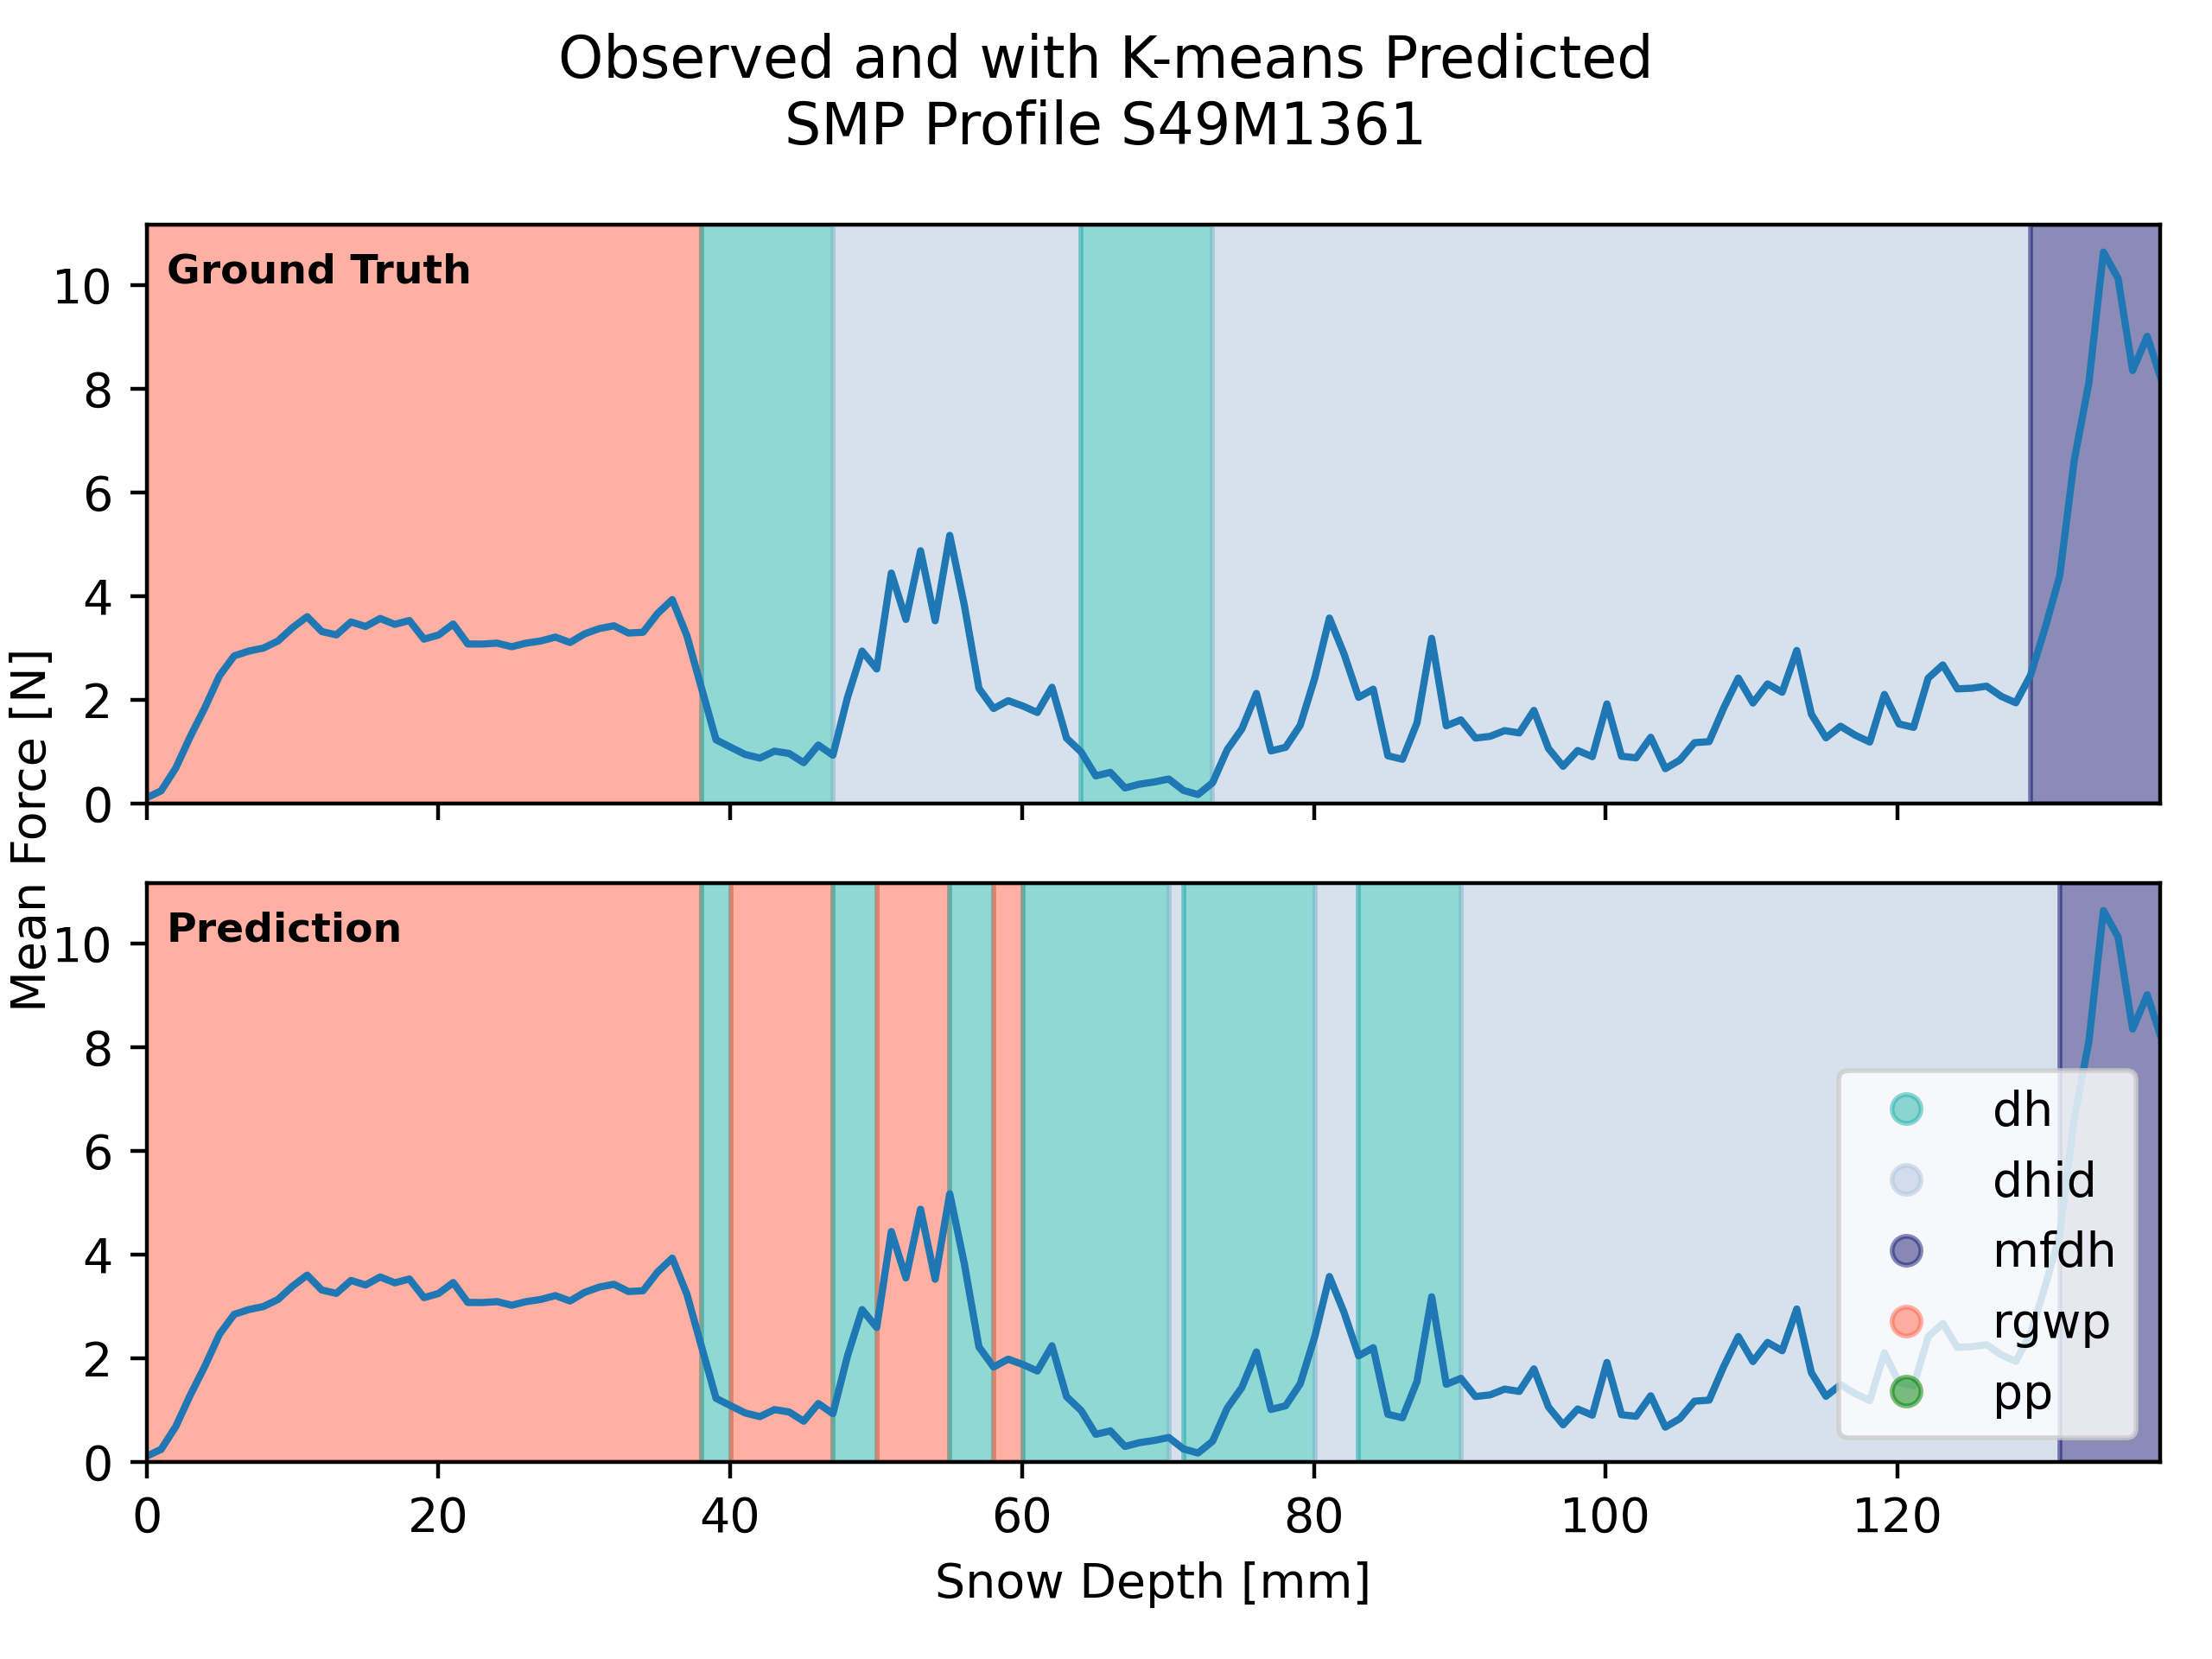 Observed and with K-means Predicted
SMP Profile S49M1361
Ground Truth
10
8
6
4
2
0
Mean Force [N]
Prediction
10
8
6
4
2
0
dh
dhid
mfdh
rgwp
pp
0 20 40 60 80 100 120
Snow Depth [mm]